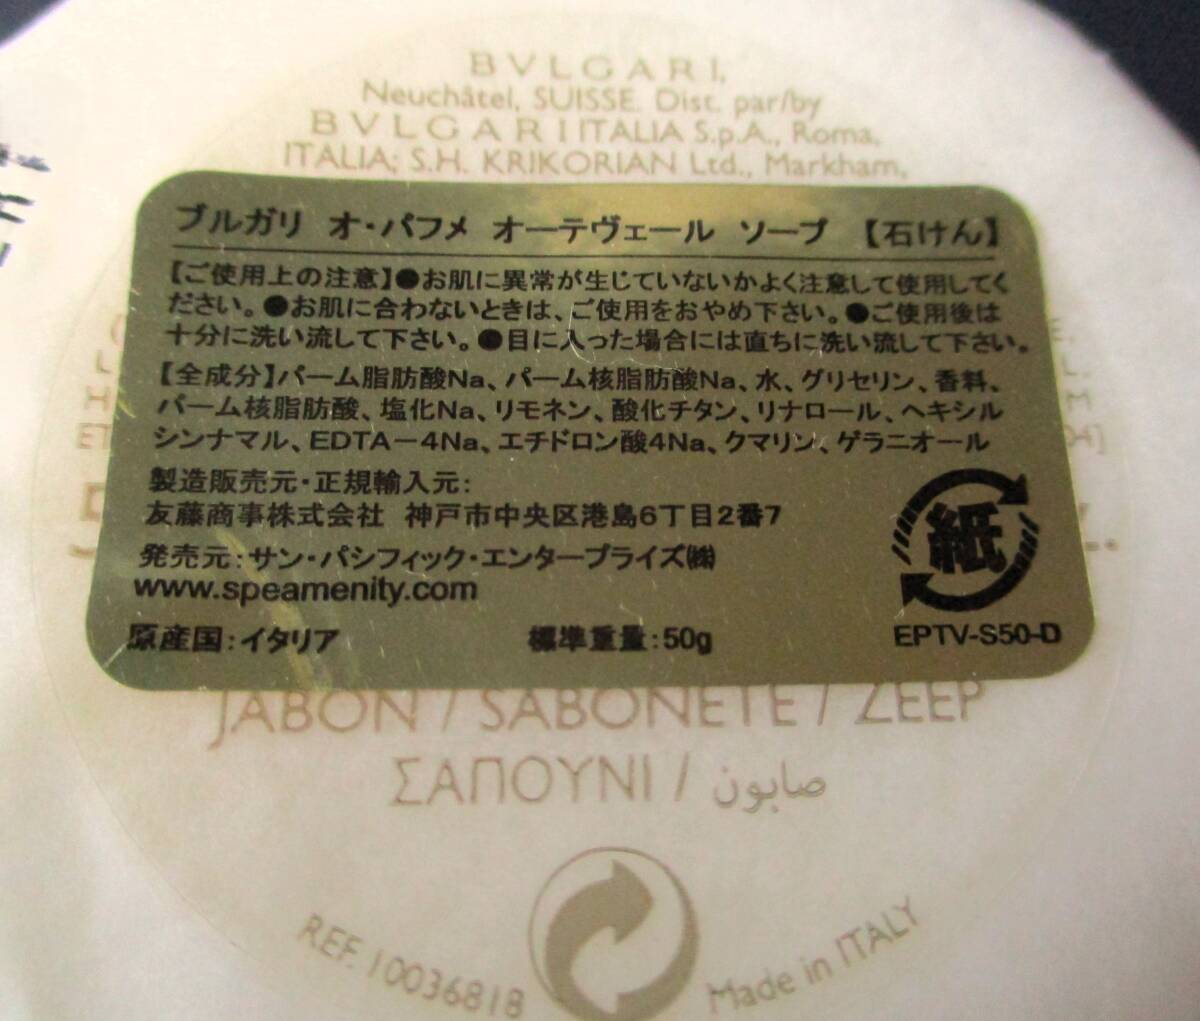 BVLGARI,
Neuchâtel, SUISSE. Dist. par/by
BVLGARI ITALIA S.p.A., Roma,
ITALIA; S.H. KRIKORIAN Ltd., Markham,
ブルガリ オ・パフメ オーテヴェール ソープ 【石けん】
【ご使用上の注意】●お肌に異常が生じていないかよく注意して使用してく
ださい。●お肌に合わないときは、ご使用をおやめ下さい。●ご使用後は
十分に洗い流して下さい。●目に入った場合には直ちに洗い流して下さい。
【全成分】パーム脂肪酸Na、パーム核脂肪酸Na、水、グリセリン、香料、
パーム核脂肪酸、塩化Na、リモネン、酸化チタン、リナロール、ヘキシル
シンナマル、EDTA－4Na、エチドロン酸4Na、クマリン、ゲラニオール
製造販売元・正規輸入元：
友藤商事株式会社 神戸市中央区港島6丁目2番7
発売元：サン・パシフィック・エンタープライズ㈱
www.speamenity.com
紙
原産国：イタリア 標準重量：50g EPTV-S50-D
JABON / SABONETE / ZEEP
ΣΑΠΟΥΝΙ / صابون
REF. 10036818 Made in ITALY